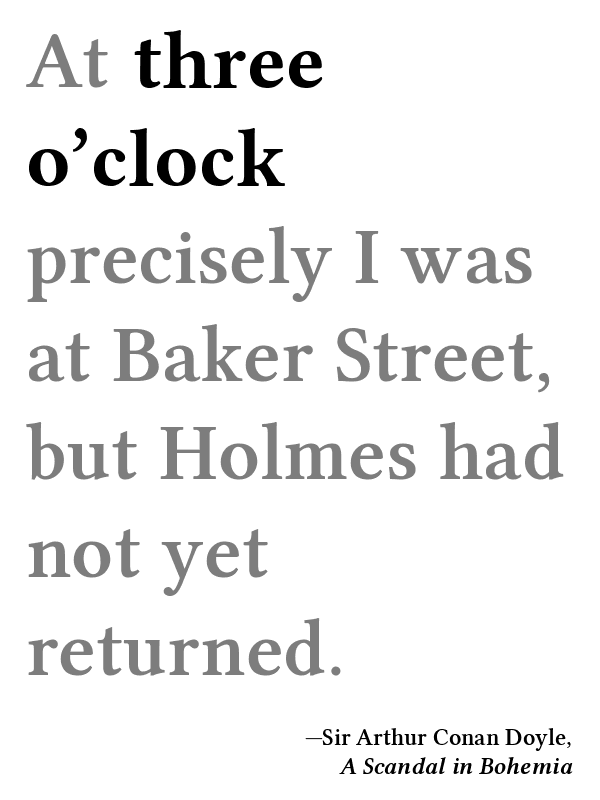 At three
o’clock
precisely I was
at Baker Street,
but Holmes had
not yet
returned.
—Sir Arthur Conan Doyle,
A Scandal in Bohemia